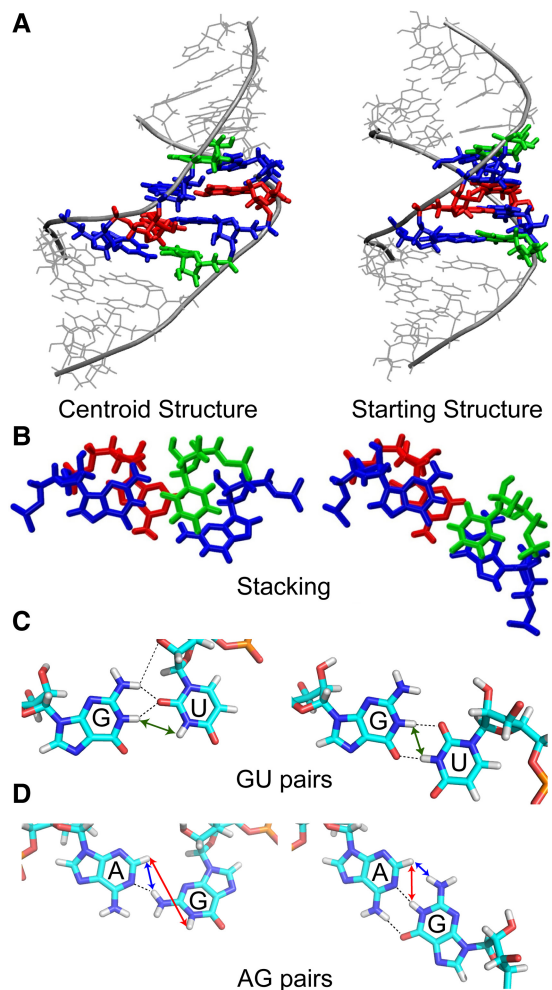 A
Centroid Structure
Starting Structure
B
Stacking
C
G
U
G
U
GU pairs
D
A
G
A
G
AG pairs